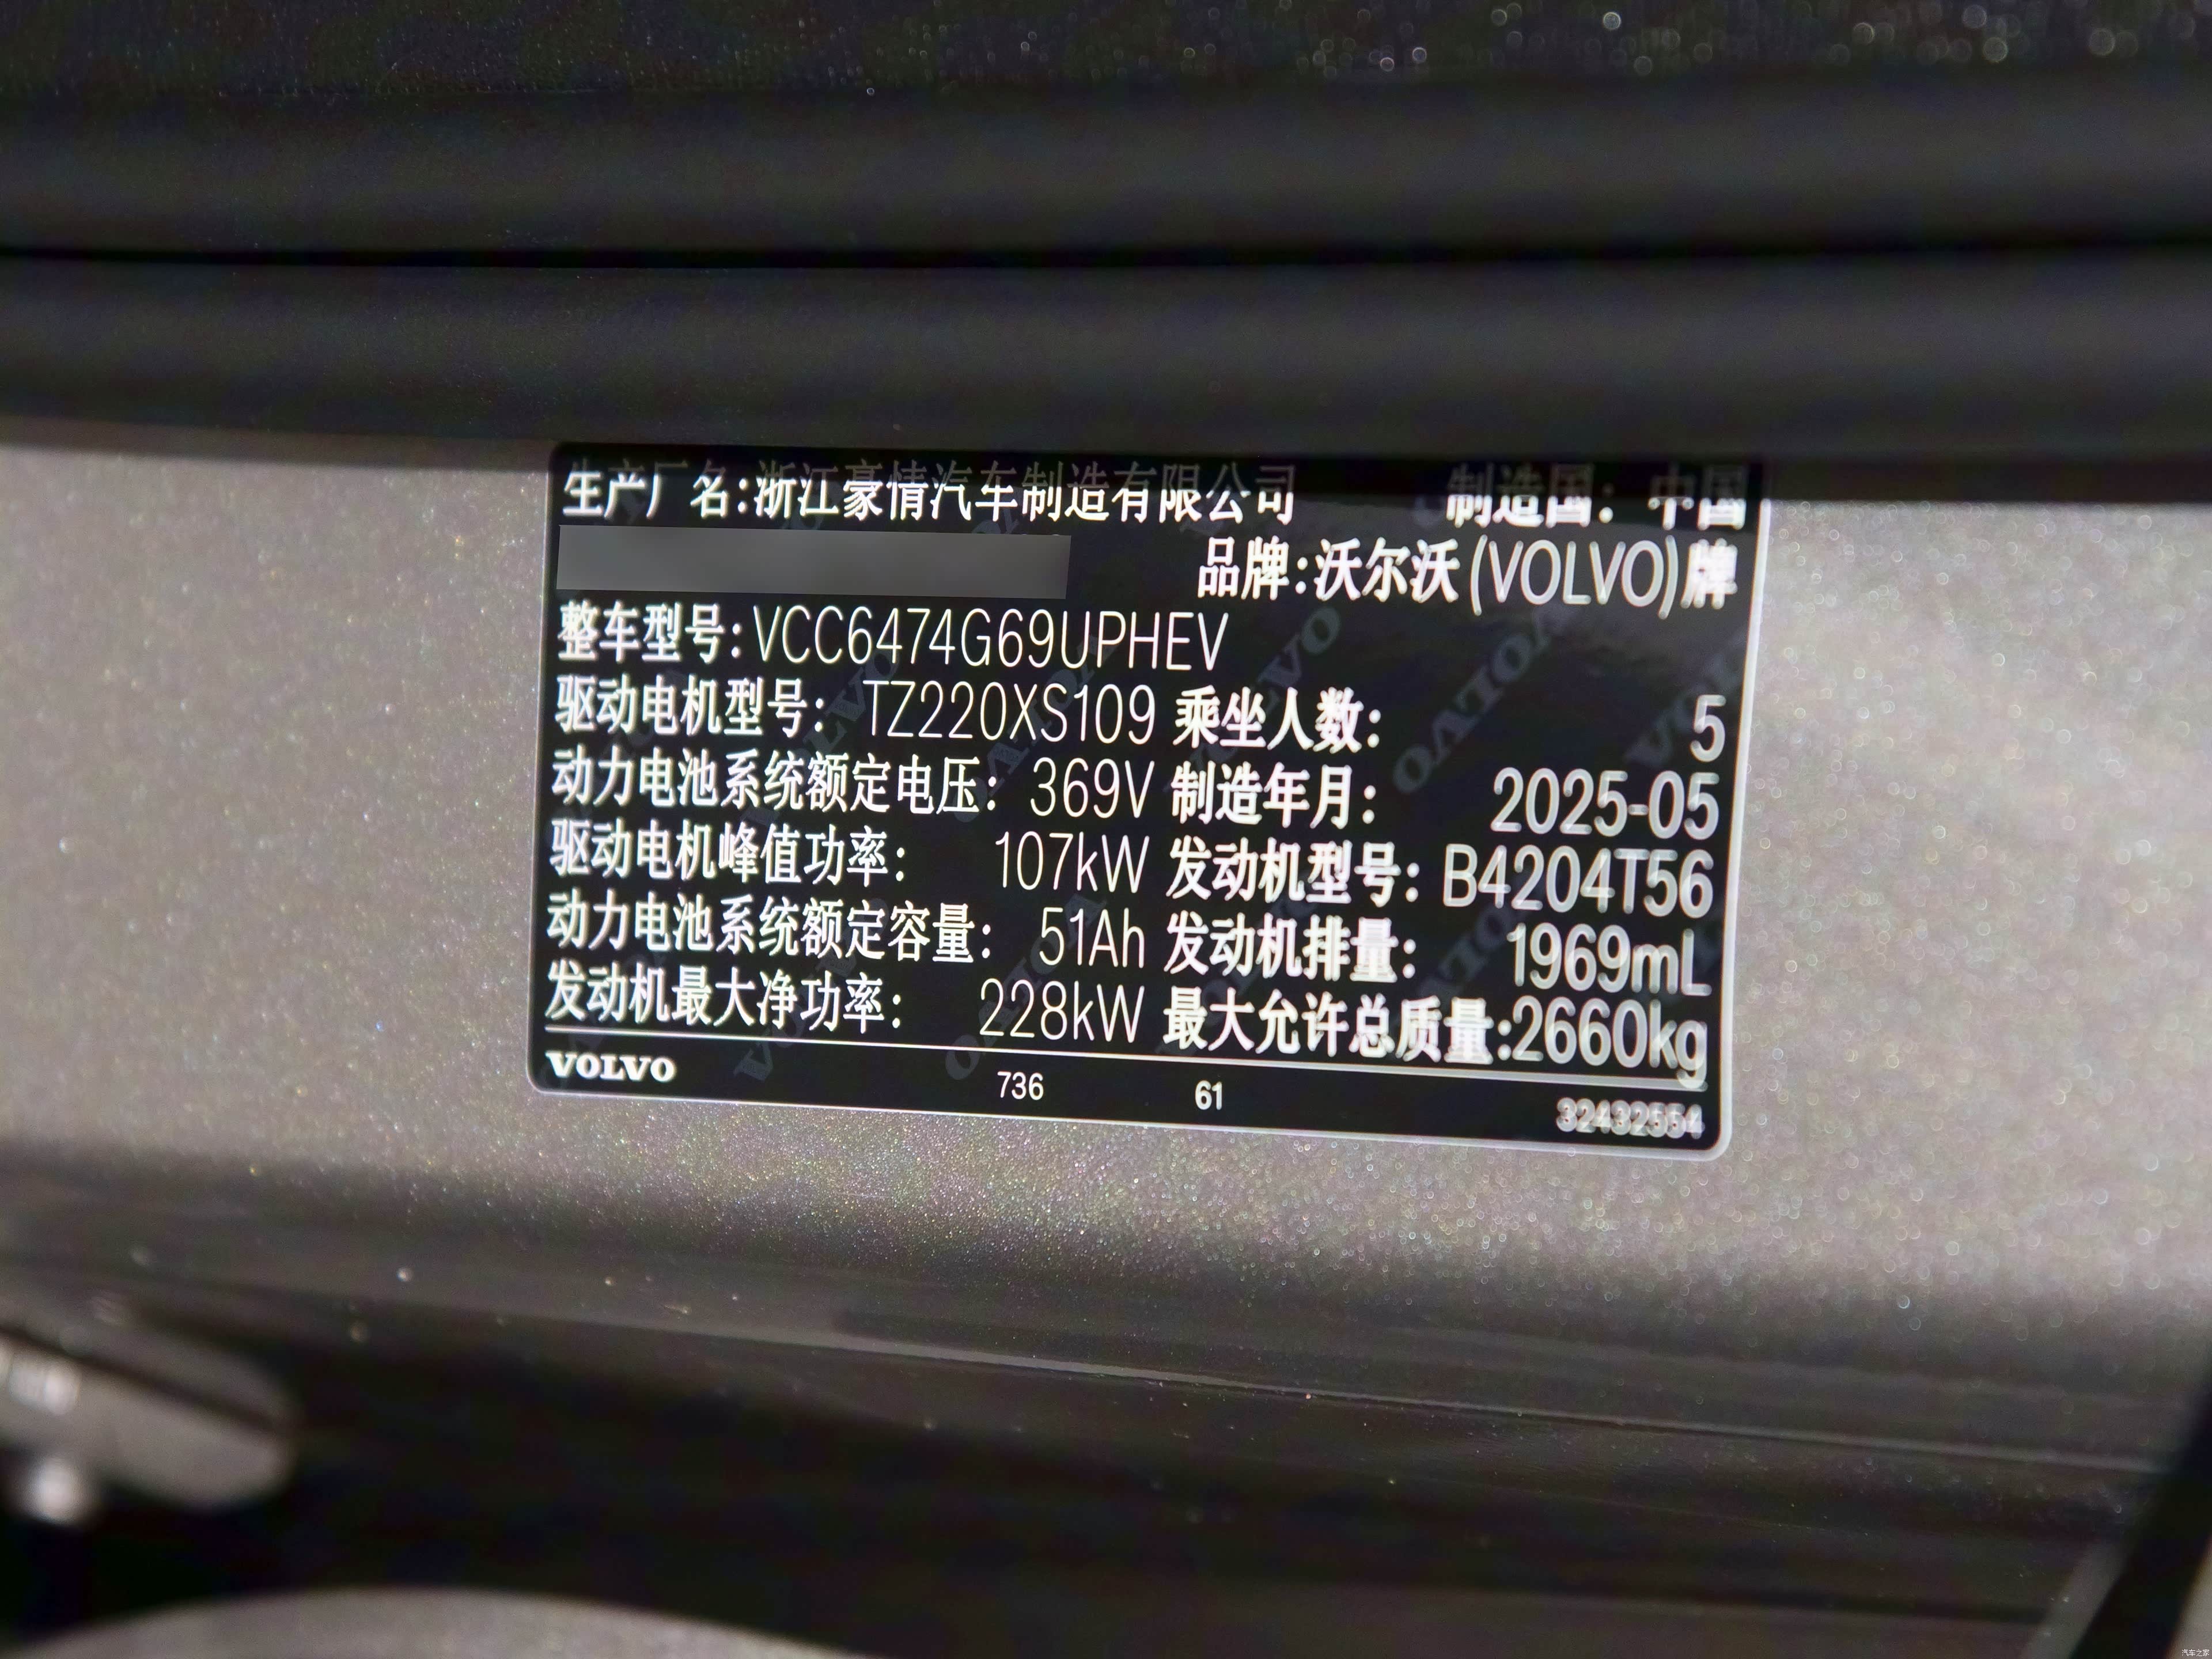 生产厂名:浙江豪情汽车制造有限公司 制造国: 中国
品牌:沃尔沃(VOLVO)牌
整车型号:VCC6474G69UPHEV
驱动电机型号: TZ220XS109 乘坐人数: 5
动力电池系统额定电压: 369V 制造年月: 2025-05
驱动电机峰值功率: 107kW 发动机型号: B4204T56
动力电池系统额定容量: 51Ah 发动机排量: 1969mL
发动机最大净功率: 228kW 最大允许总质量:2660kg
VOLVO 736 61 32432554
汽车之家